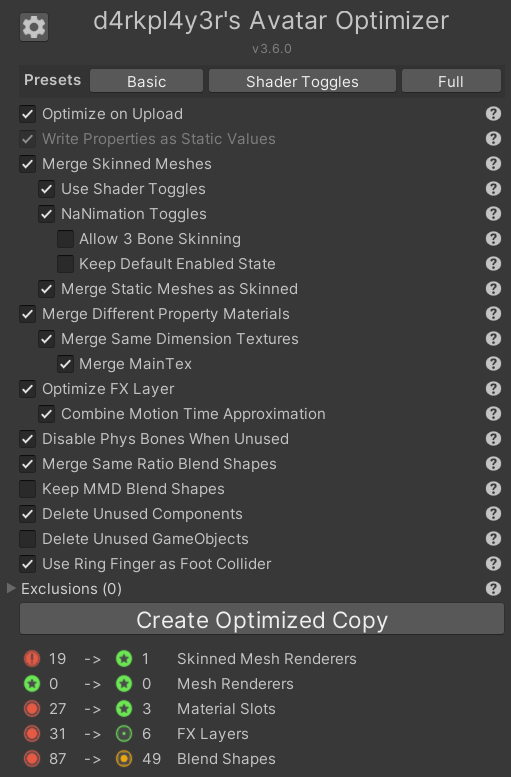 d4rkpl4y3r's Avatar Optimizer
v3.6.0
Presets Basic Shader Toggles Full
Optimize on Upload ?
Write Properties as Static Values ?
Merge Skinned Meshes ?
Use Shader Toggles ?
NaNimation Toggles ?
Allow 3 Bone Skinning ?
Keep Default Enabled State ?
Merge Static Meshes as Skinned ?
Merge Different Property Materials ?
Merge Same Dimension Textures ?
Merge MainTex ?
Optimize FX Layer ?
Combine Motion Time Approximation ?
Disable Phys Bones When Unused ?
Merge Same Ratio Blend Shapes ?
Keep MMD Blend Shapes ?
Delete Unused Components ?
Delete Unused GameObjects ?
Use Ring Finger as Foot Collider ?
Exclusions (0) ?
Create Optimized Copy
19 -> 1 Skinned Mesh Renderers
0 -> 0 Mesh Renderers
27 -> 3 Material Slots
31 -> 6 FX Layers
87 -> 49 Blend Shapes